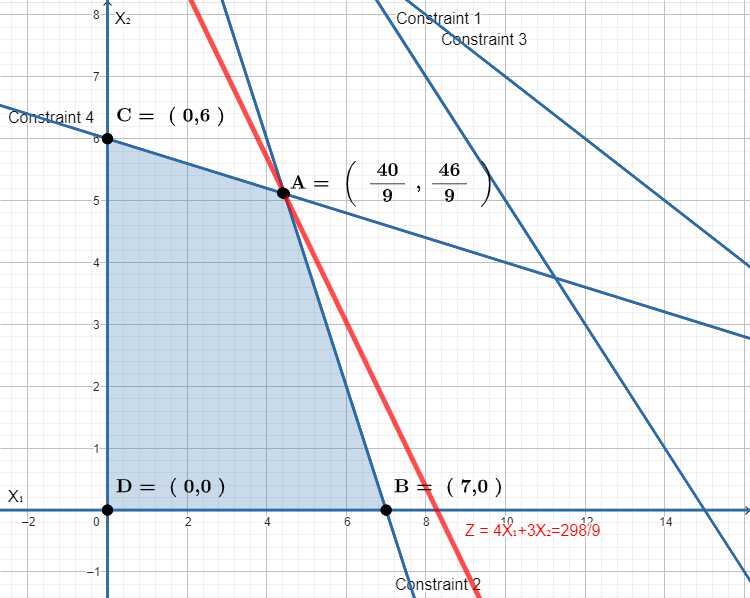 8
X₂
Constraint 1
Constraint 3
7
Constraint 4
C = ( 0,6 )
6
A = ( 40/9 , 46/9 )
5
4
3
2
1
D = ( 0,0 )
B = ( 7,0 )
X₁
−2 0 2 4 6 8 10 12 14
Z = 4X₁+3X₂=298/9
−1
Constraint 2